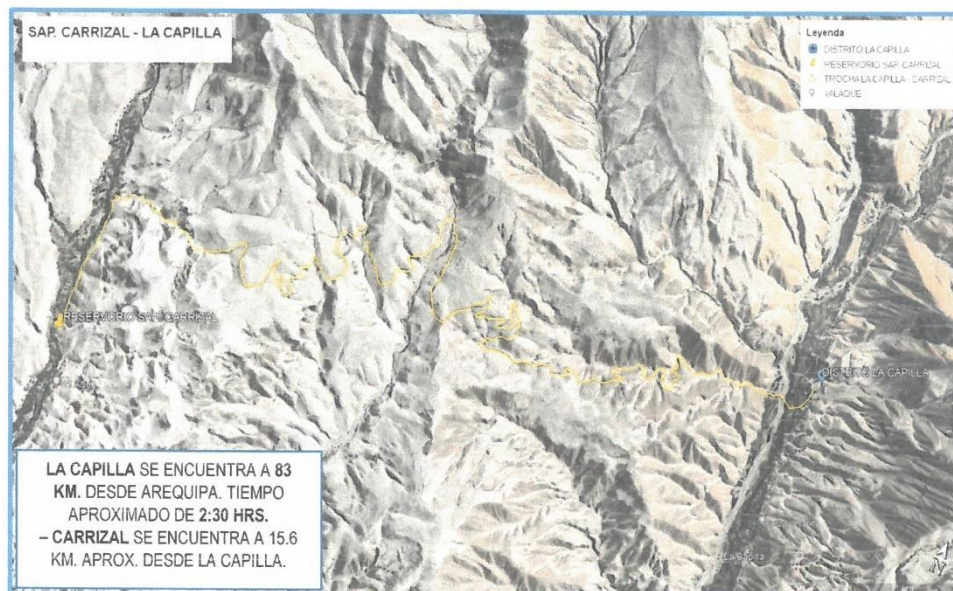 SAP. CARRIZAL - LA CAPILLA
Leyenda
DISTRITO LA CAPILLA
RESERVORIO SAP. CARRIZAL
TROCHA LA CAPILLA - CARRIZAL
YALAQUE
RESERVORIO SAP. CARRIZAL
DISTRITO LA CAPILLA
LA CAPILLA SE ENCUENTRA A 83
KM. DESDE AREQUIPA. TIEMPO
APROXIMADO DE 2:30 HRS.
– CARRIZAL SE ENCUENTRA A 15.6
KM. APROX. DESDE LA CAPILLA.
La Capilla
N